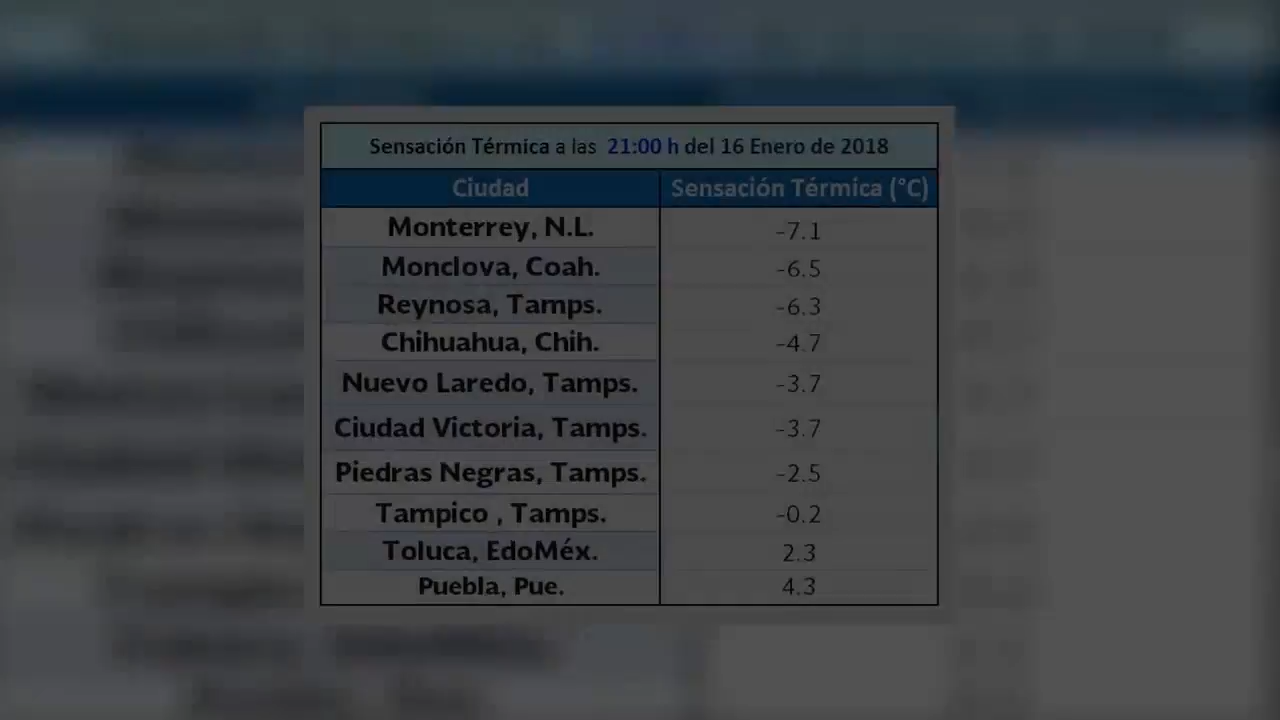 Sensación Térmica a las 21:00 h del 16 Enero de 2018
Ciudad Sensación Térmica (°C)
Monterrey, N.L. -7.1
Monclova, Coah. -6.5
Reynosa, Tamps. -6.3
Chihuahua, Chih. -4.7
Nuevo Laredo, Tamps. -3.7
Ciudad Victoria, Tamps. -3.7
Piedras Negras, Tamps. -2.5
Tampico , Tamps. -0.2
Toluca, EdoMéx. 2.3
Puebla, Pue. 4.3